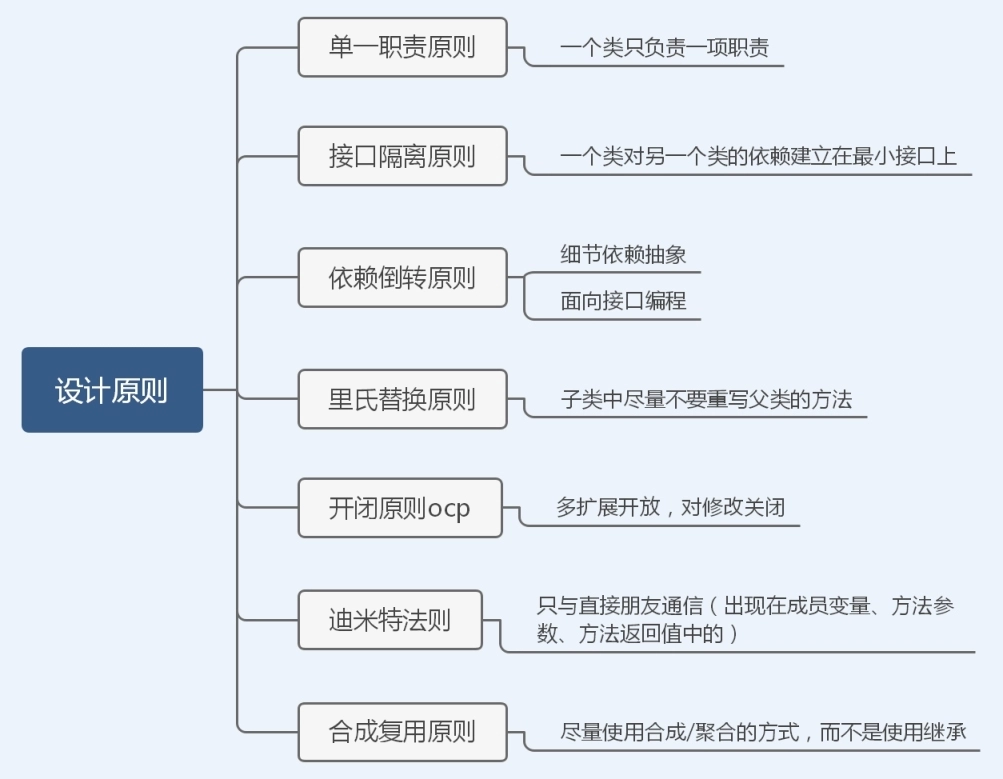 设计原则
单一职责原则
一个类只负责一项职责
接口隔离原则
一个类对另一个类的依赖建立在最小接口上
依赖倒转原则
细节依赖抽象
面向接口编程
里氏替换原则
子类中尽量不要重写父类的方法
开闭原则ocp
多扩展开放，对修改关闭
迪米特法则
只与直接朋友通信（出现在成员变量、方法参
数、方法返回值中的）
合成复用原则
尽量使用合成/聚合的方式，而不是使用继承